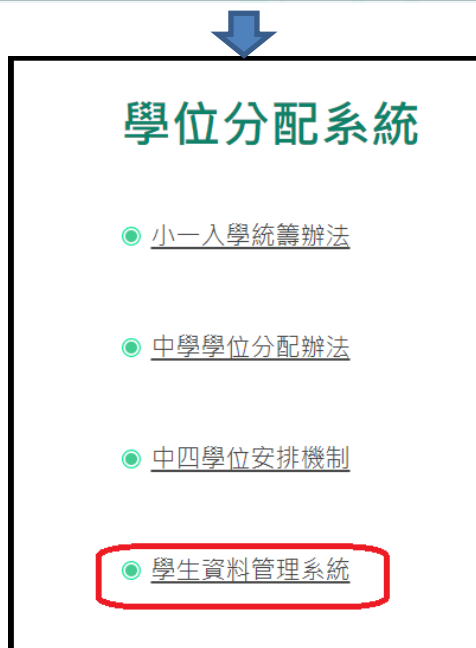 學位分配系統
小一入學統籌辦法
中學學位分配辦法
中四學位安排機制
學生資料管理系統